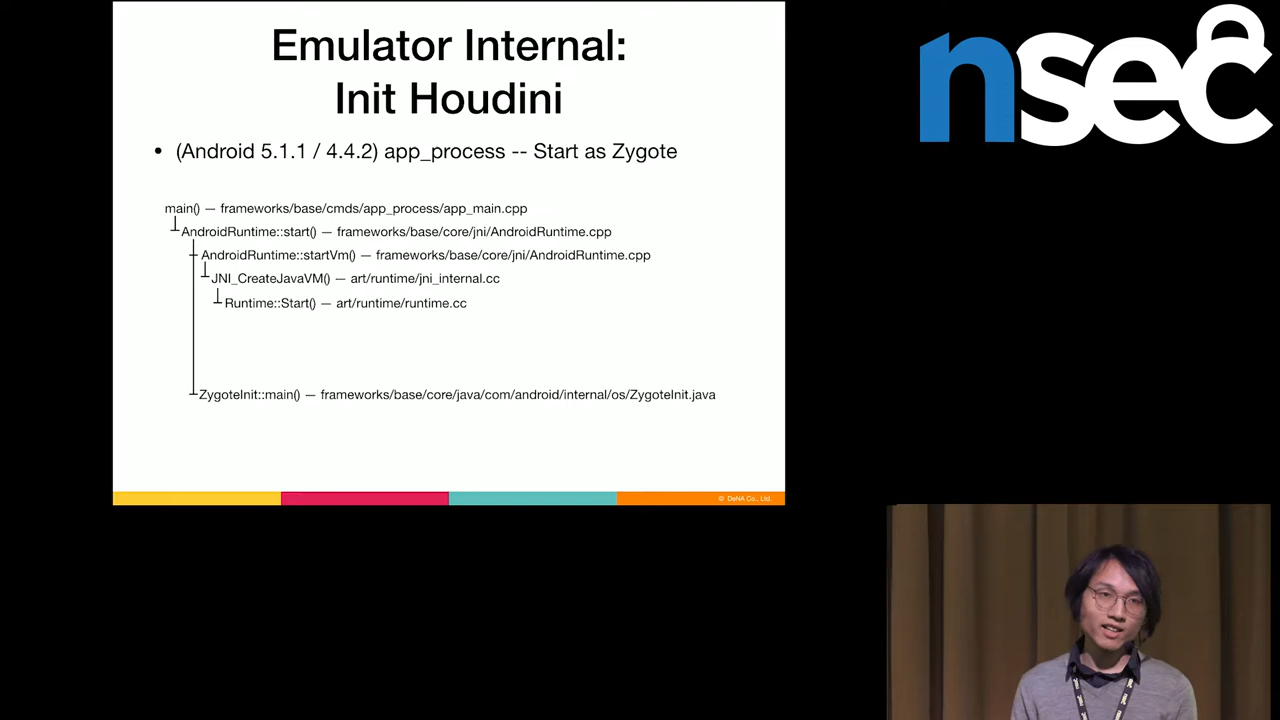 Emulator Internal:
Init Houdini
• (Android 5.1.1 / 4.4.2) app_process -- Start as Zygote
main() — frameworks/base/cmds/app_process/app_main.cpp
AndroidRuntime::start() — frameworks/base/core/jni/AndroidRuntime.cpp
AndroidRuntime::startVm() — frameworks/base/core/jni/AndroidRuntime.cpp
JNI_CreateJavaVM() — art/runtime/jni_internal.cc
Runtime::Start() — art/runtime/runtime.cc
ZygoteInit::main() — frameworks/base/core/java/com/android/internal/os/ZygoteInit.java
© DeNA Co., Ltd.
nsec